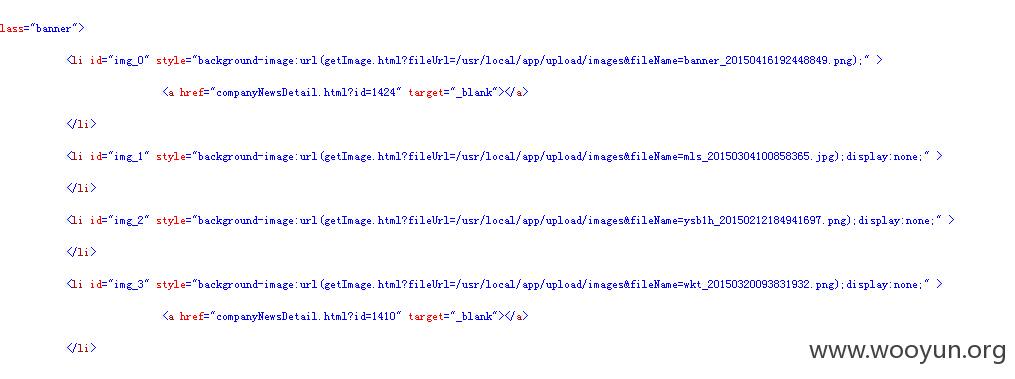 lass="banner">
<li id="img_0" style="background-image:url(getImage.html?fileUrl=/usr/local/app/upload/images&fileName=banner_20150416192448849.png);" >
<a href="companyNewsDetail.html?id=1424" target="_blank"></a>
</li>
<li id="img_1" style="background-image:url(getImage.html?fileUrl=/usr/local/app/upload/images&fileName=mls_20150304100858365.jpg);display:none;" >
</li>
<li id="img_2" style="background-image:url(getImage.html?fileUrl=/usr/local/app/upload/images&fileName=ysb1h_20150212184941697.png);display:none;" >
</li>
<li id="img_3" style="background-image:url(getImage.html?fileUrl=/usr/local/app/upload/images&fileName=wkt_20150320093831932.png);display:none;" >
<a href="companyNewsDetail.html?id=1410" target="_blank"></a>
</li>
www.wooyun.org